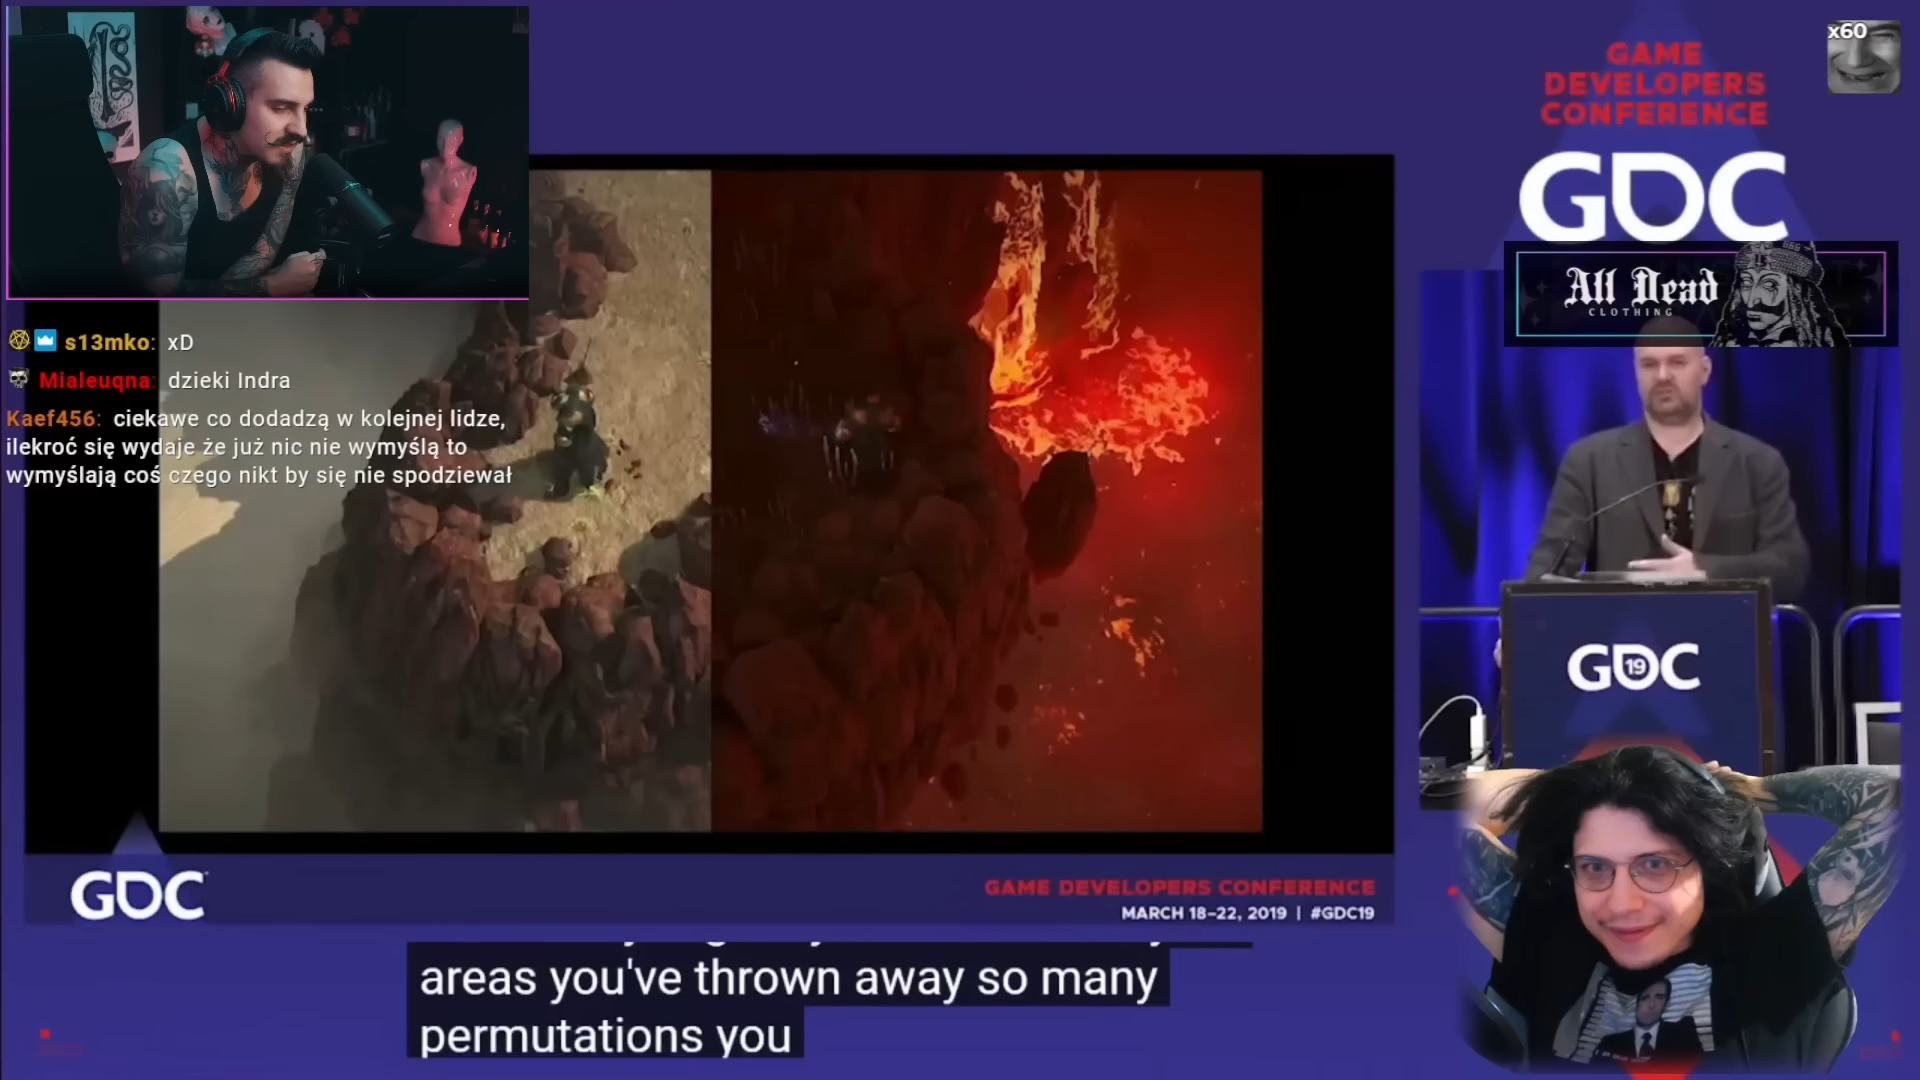 x60
GAME
DEVELOPERS
CONFERENCE
GDC
All Dead
CLOTHING
s13mko: xD
Mialeuqna: dzieki Indra
Kaef456: ciekawe co dodadzą w kolejnej lidze,
ilekroć się wydaje że już nic nie wymyślą to
wymyślają coś czego nikt by się nie spodziewał
GDC 19
GDC
GAME DEVELOPERS CONFERENCE
MARCH 18-22, 2019 | #GDC19
areas you've thrown away so many
permutations you